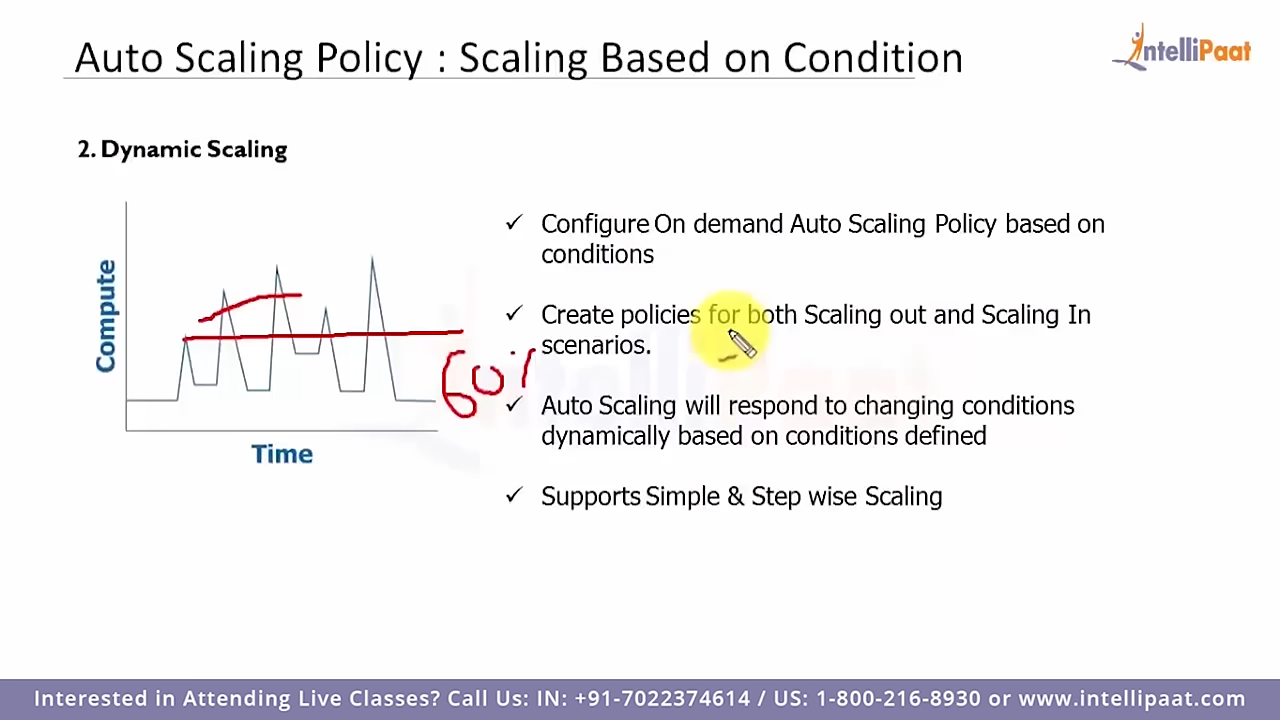 Auto Scaling Policy : Scaling Based on Condition
IntelliPaat
2. Dynamic Scaling
Compute
Time
60%
✓ Configure On demand Auto Scaling Policy based on
conditions
✓ Create policies for both Scaling out and Scaling In
scenarios.
✓ Auto Scaling will respond to changing conditions
dynamically based on conditions defined
✓ Supports Simple & Step wise Scaling
Interested in Attending Live Classes? Call Us: IN: +91-7022374614 / US: 1-800-216-8930 or www.intellipaat.com